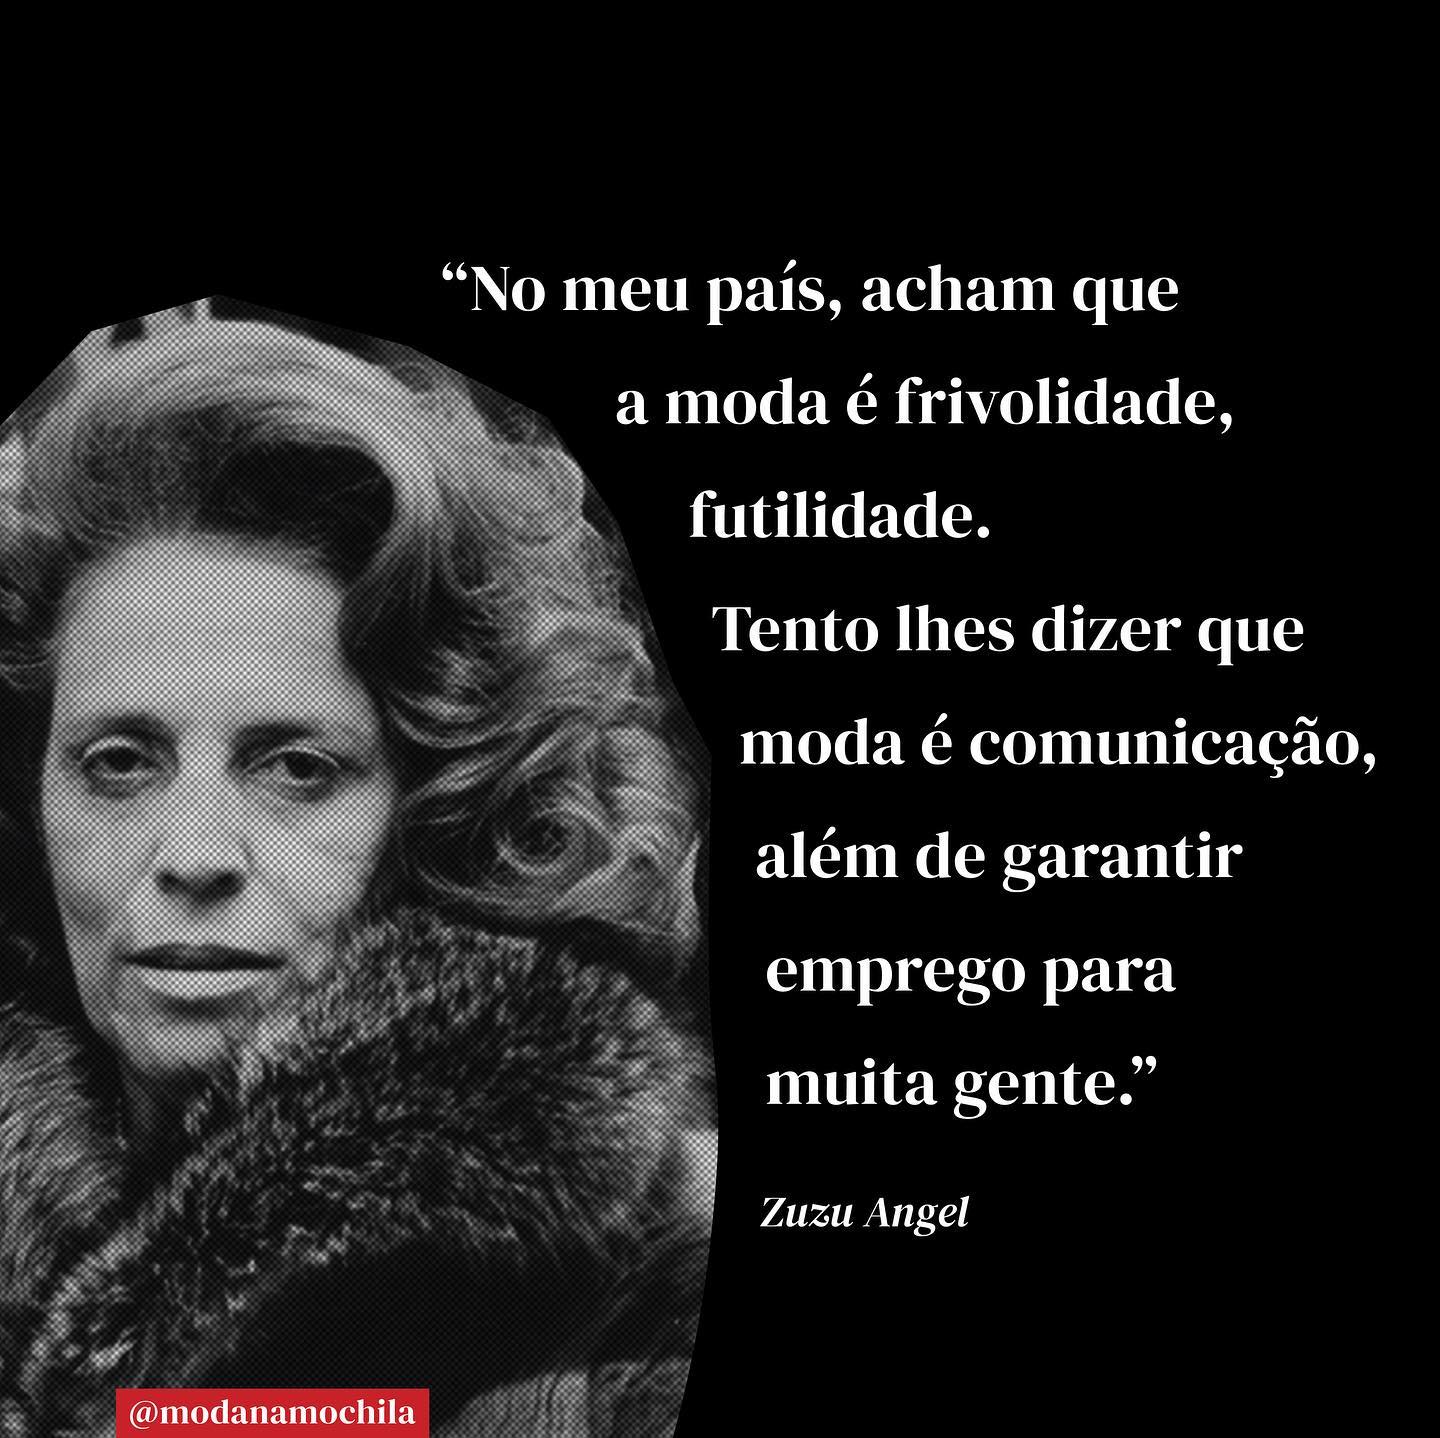 “No meu país, acham que
a moda é frivolidade,
futilidade.
Tento lhes dizer que
moda é comunicação,
além de garantir
emprego para
muita gente.”
Zuzu Angel
@modanamochila